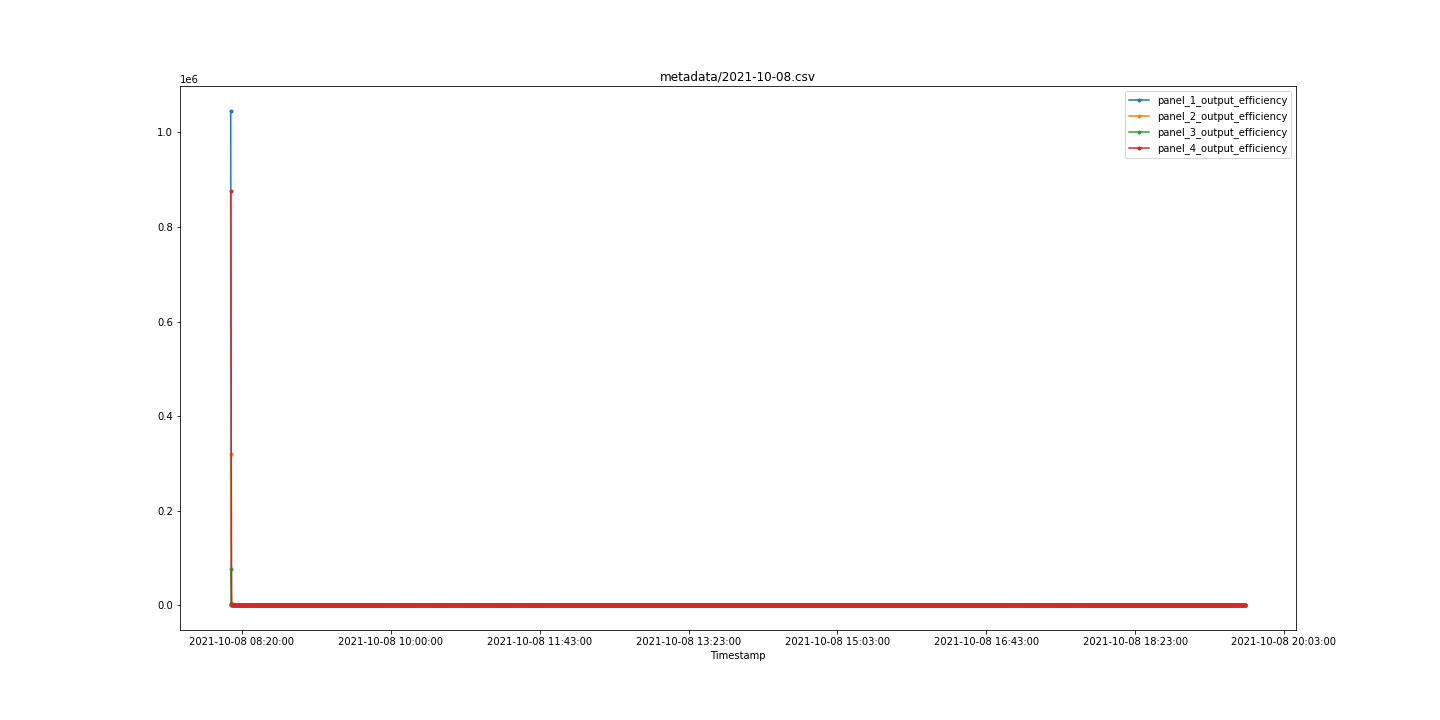 metadata/2021-10-08.csv
1e6
panel_1_output_efficiency
panel_2_output_efficiency
panel_3_output_efficiency
panel_4_output_efficiency
1.0
0.8
0.6
0.4
0.2
0.0
2021-10-08 08:20:00 2021-10-08 10:00:00 2021-10-08 11:43:00 2021-10-08 13:23:00 2021-10-08 15:03:00 2021-10-08 16:43:00 2021-10-08 18:23:00 2021-10-08 20:03:00
Timestamp